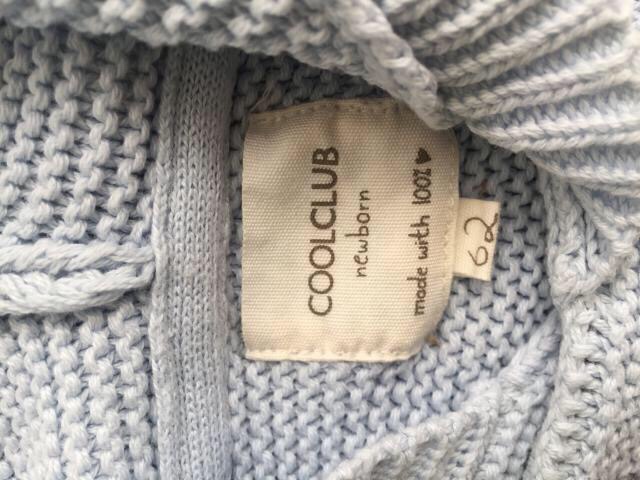 COOLCLUB
newborn
made with 100% ♥
62